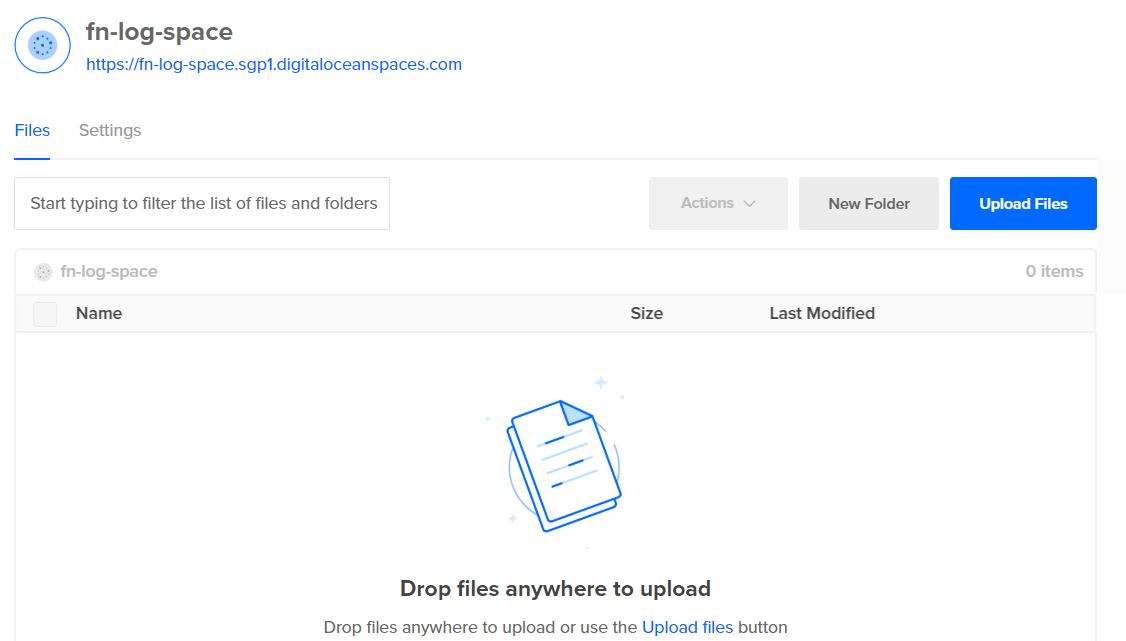 fn-log-space
https://fn-log-space.sgp1.digitaloceanspaces.com
Files Settings
Start typing to filter the list of files and folders Actions New Folder Upload Files
fn-log-space 0 items
Name Size Last Modified
Drop files anywhere to upload
Drop files anywhere to upload or use the Upload files button